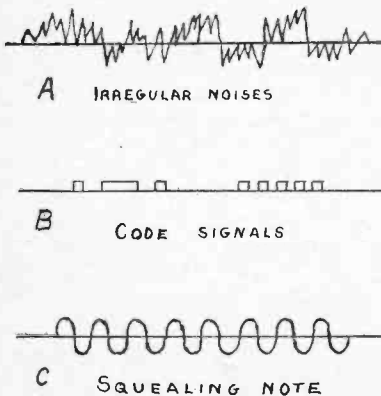 A IRREGULAR NOISES
B CODE SIGNALS
C SQUEALING NOTE